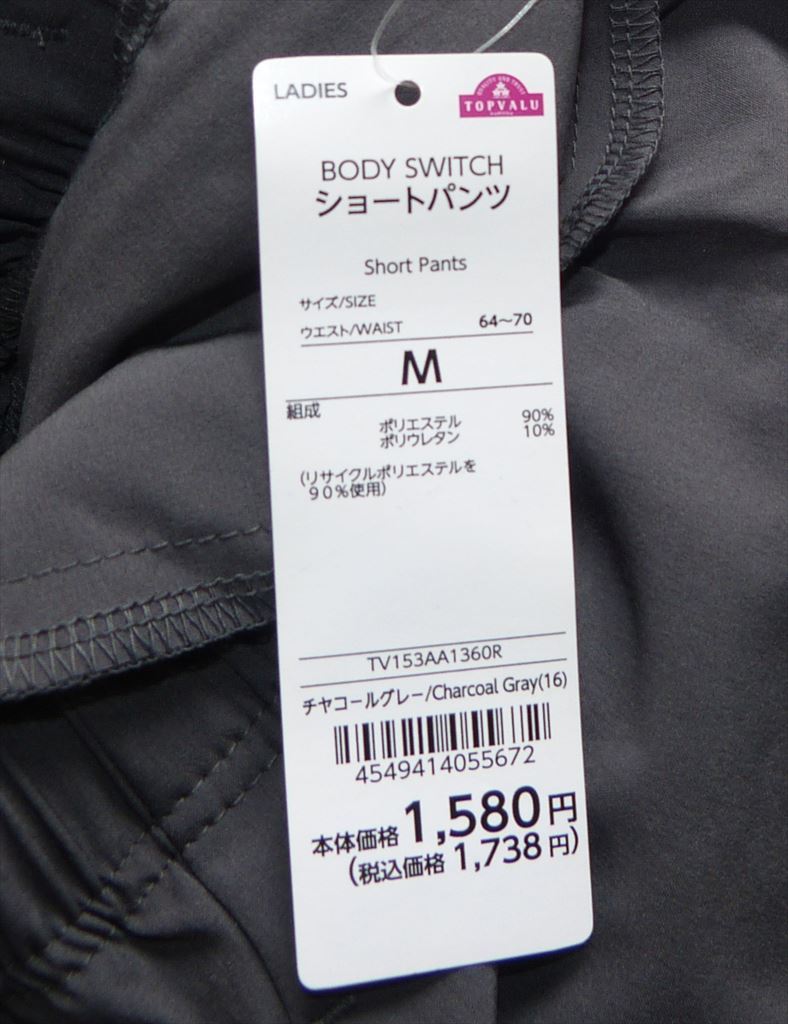 LADIES
TOPVALU
BODY SWITCH
ショートパンツ
Short Pants
サイズ/SIZE
ウエスト/WAIST 64～70
M
組成
ポリエステル 90%
ポリウレタン 10%
(リサイクルポリエステルを
９０%使用)
TV153AA1360R
チヤコールグレー/Charcoal Gray(16)
4549414055672
本体価格 1,580円
(税込価格 1,738円)